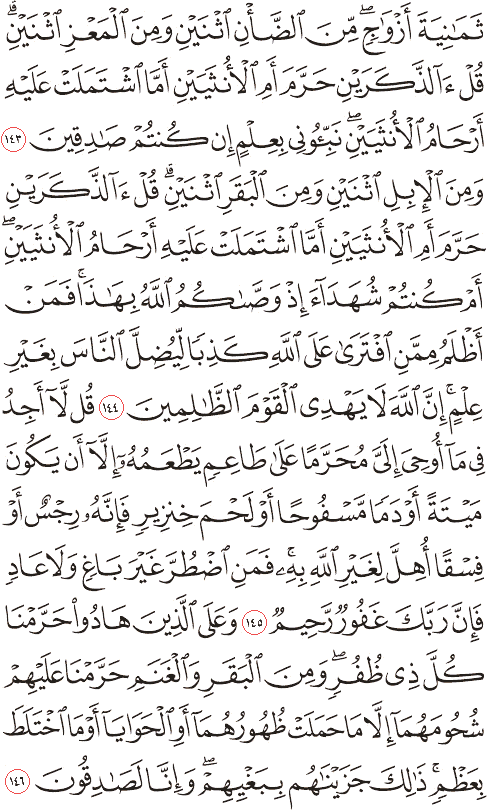 ثَمَٰنِيَةَ أَزۡوَٰجٖۖ مِّنَ ٱلضَّأۡنِ ٱثۡنَيۡنِ وَمِنَ ٱلۡمَعۡزِ ٱثۡنَيۡنِۗ
قُلۡ ءَآلذَّكَرَيۡنِ حَرَّمَ أَمِ ٱلۡأُنثَيَيۡنِ أَمَّا ٱشۡتَمَلَتۡ عَلَيۡهِ
أَرۡحَامُ ٱلۡأُنثَيَيۡنِۖ نَبِّـُٔونِي بِعِلۡمٍ إِن كُنتُمۡ صَٰدِقِينَ ١٤٣
وَمِنَ ٱلۡإِبِلِ ٱثۡنَيۡنِ وَمِنَ ٱلۡبَقَرِ ٱثۡنَيۡنِۗ قُلۡ ءَآلذَّكَرَيۡنِ
حَرَّمَ أَمِ ٱلۡأُنثَيَيۡنِ أَمَّا ٱشۡتَمَلَتۡ عَلَيۡهِ أَرۡحَامُ ٱلۡأُنثَيَيۡنِۖ
أَمۡ كُنتُمۡ شُهَدَآءَ إِذۡ وَصَّىٰكُمُ ٱللَّهُ بِهَٰذَاۚ فَمَنۡ
أَظۡلَمُ مِمَّنِ ٱفۡتَرَىٰ عَلَى ٱللَّهِ كَذِبٗا لِّيُضِلَّ ٱلنَّاسَ بِغَيۡرِ
عِلۡمٍۚ إِنَّ ٱللَّهَ لَا يَهۡدِي ٱلۡقَوۡمَ ٱلظَّٰلِمِينَ ١٤٤ قُل لَّآ أَجِدُ
فِي مَآ أُوحِيَ إِلَيَّ مُحَرَّمًا عَلَىٰ طَاعِمٖ يَطۡعَمُهُۥٓ إِلَّآ أَن يَكُونَ
مَيۡتَةً أَوۡ دَمٗا مَّسۡفُوحًا أَوۡ لَحۡمَ خِنزِيرٖ فَإِنَّهُۥ رِجۡسٌ أَوۡ
فِسۡقًا أُهِلَّ لِغَيۡرِ ٱللَّهِ بِهِۦۚ فَمَنِ ٱضۡطُرَّ غَيۡرَ بَاغٖ وَلَا عَادٖ
فَإِنَّ رَبَّكَ غَفُورٞ رَّحِيمٞ ١٤٥ وَعَلَى ٱلَّذِينَ هَادُواْ حَرَّمۡنَا
كُلَّ ذِي ظُفُرٖۖ وَمِنَ ٱلۡبَقَرِ وَٱلۡغَنَمِ حَرَّمۡنَا عَلَيۡهِمۡ
شُحُومَهُمَآ إِلَّا مَا حَمَلَتۡ ظُهُورُهُمَآ أَوِ ٱلۡحَوَايَآ أَوۡ مَا ٱخۡتَلَطَ
بِعَظۡمٖۚ ذَٰلِكَ جَزَيۡنَٰهُم بِبَغۡيِهِمۡۖ وَإِنَّا لَصَٰدِقُونَ ١٤٦